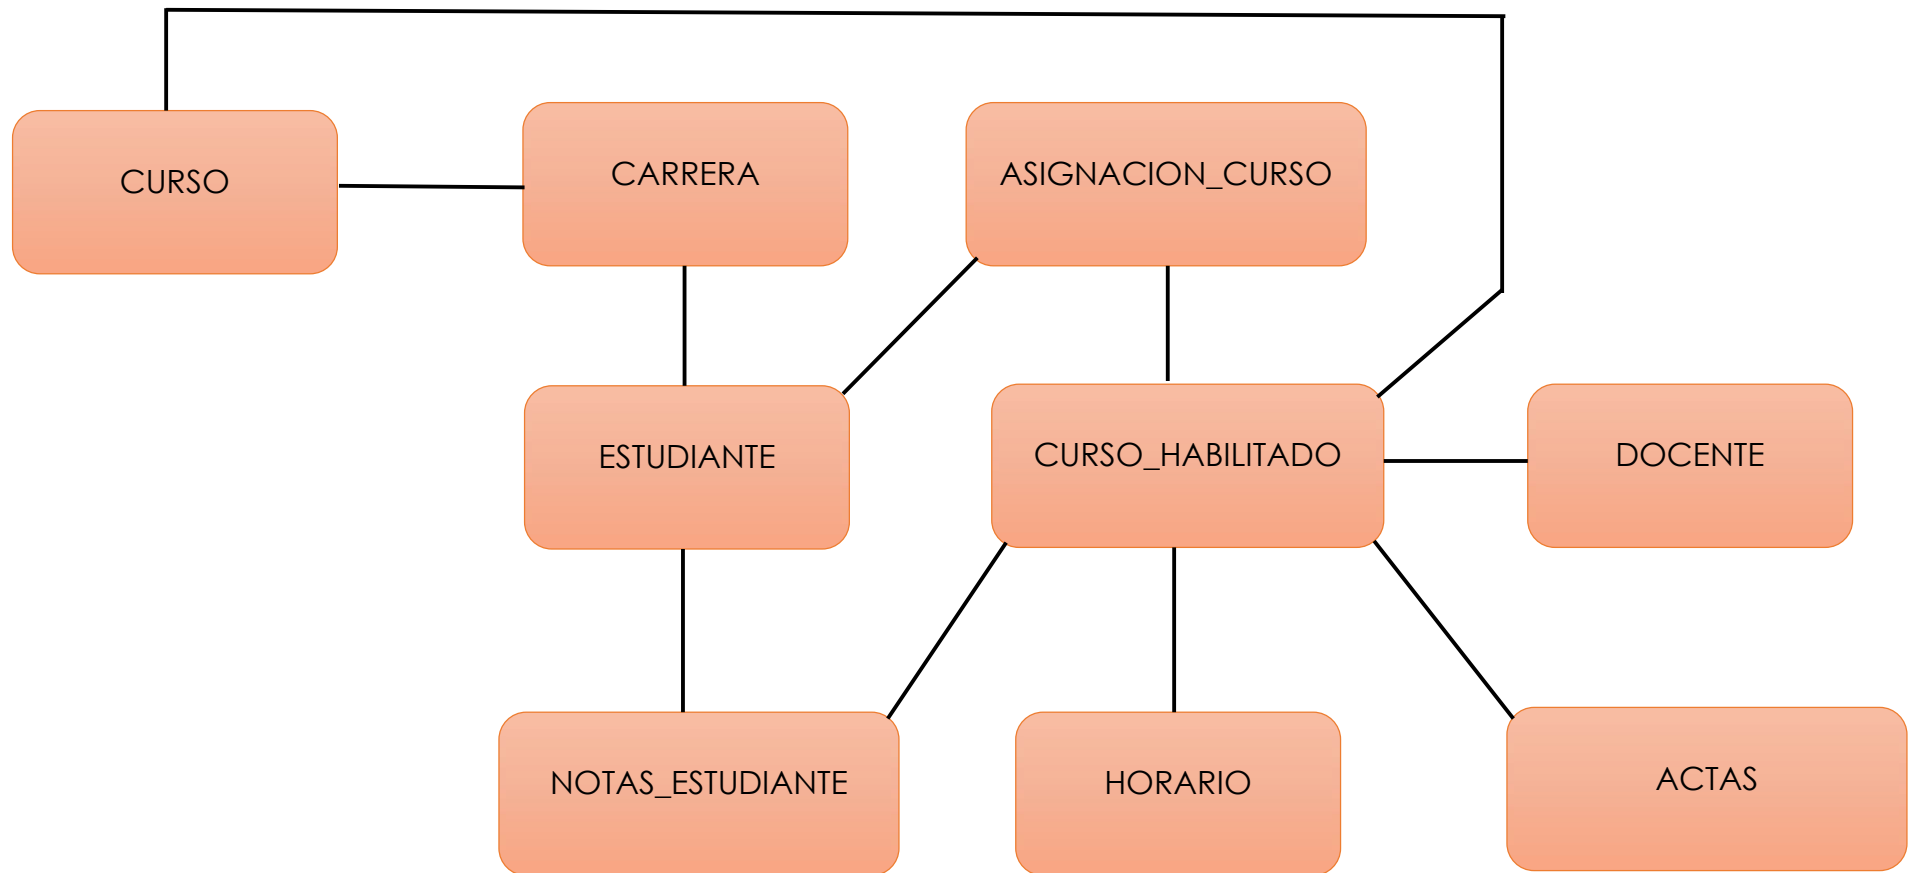 CURSO
CARRERA
ASIGNACION_CURSO
ESTUDIANTE
CURSO_HABILITADO
DOCENTE
NOTAS_ESTUDIANTE
HORARIO
ACTAS